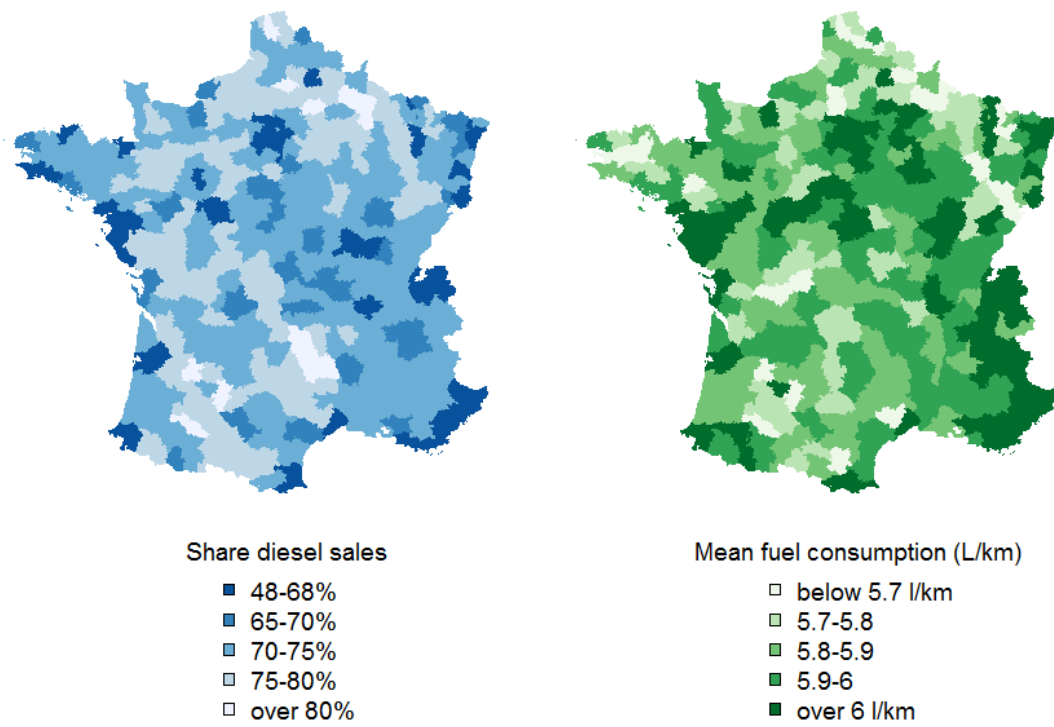 Share diesel sales
48-68%
65-70%
70-75%
75-80%
over 80%
Mean fuel consumption (L/km)
below 5.7 l/km
5.7-5.8
5.8-5.9
5.9-6
over 6 l/km